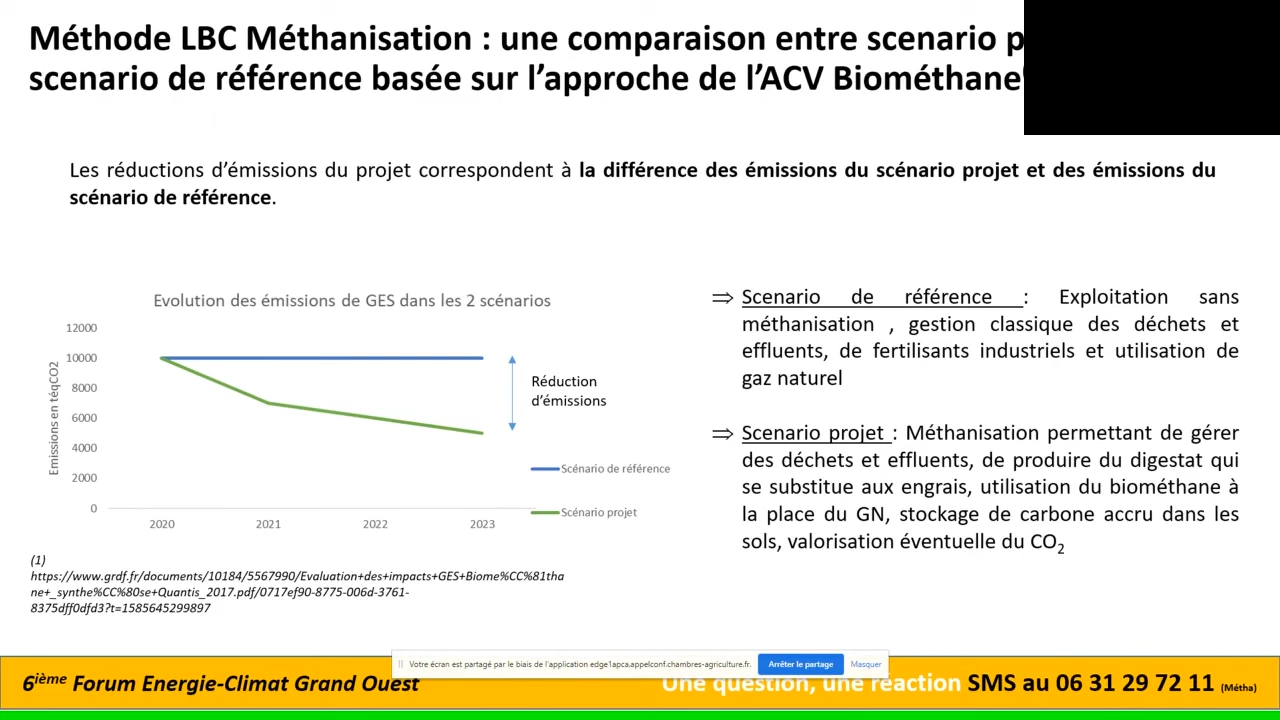 Méthode LBC Méthanisation : une comparaison entre scenario p
scenario de référence basée sur l'approche de l'ACV Biométhane
Les réductions d'émissions du projet correspondent à la différence des émissions du scénario projet et des émissions du
scénario de référence.
Evolution des émissions de GES dans les 2 scénarios
Emissions en téqCO2
12000
10000
8000
6000
4000
2000
0
2020 2021 2022 2023
Réduction
d'émissions
Scénario de référence
Scénario projet
⇒ Scenario de référence : Exploitation sans
méthanisation , gestion classique des déchets et
effluents, de fertilisants industriels et utilisation de
gaz naturel
⇒ Scenario projet : Méthanisation permettant de gérer
des déchets et effluents, de produire du digestat qui
se substitue aux engrais, utilisation du biométhane à
la place du GN, stockage de carbone accru dans les
sols, valorisation éventuelle du CO2
(1)
https://www.grdf.fr/documents/10184/5567990/Evaluation+des+impacts+GES+Biome%CC%81tha
ne+_synthe%CC%80se+Quantis_2017.pdf/0717ef90-8775-006d-3761-
8375dff0dfd3?t=1585645299897
Votre écran est partagé par le biais de l'application edge1apca.appelconf.chambres-agriculture.fr. Arrêter le partage Masquer
6ième Forum Energie-Climat Grand Ouest
Une question, une réaction SMS au 06 31 29 72 11 (Métha)